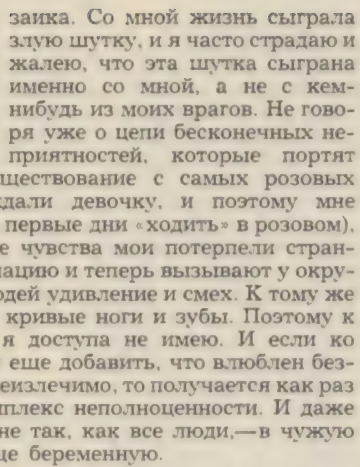 заика. Со мной жизнь сыграла
злую шутку, и я часто страдаю и
жалею, что эта шутка сыграна
именно со мной, а не с кем-
нибудь из моих врагов. Не гово-
ря уже о цепи бесконечных не-
приятностей, которые портят
ществование с самых розовых
дали девочку, и поэтому мне
первые дни «ходить» в розовом),
е чувства мои потерпели стран-
ацию и теперь вызывают у окру-
юдей удивление и смех. К тому же
кривые ноги и зубы. Поэтому к
я доступа не имею. И если ко
еще добавить, что влюблен без-
еизлечимо, то получается как раз
мплекс неполноценности. И даже
не так, как все люди,—в чужую
ще беременную.